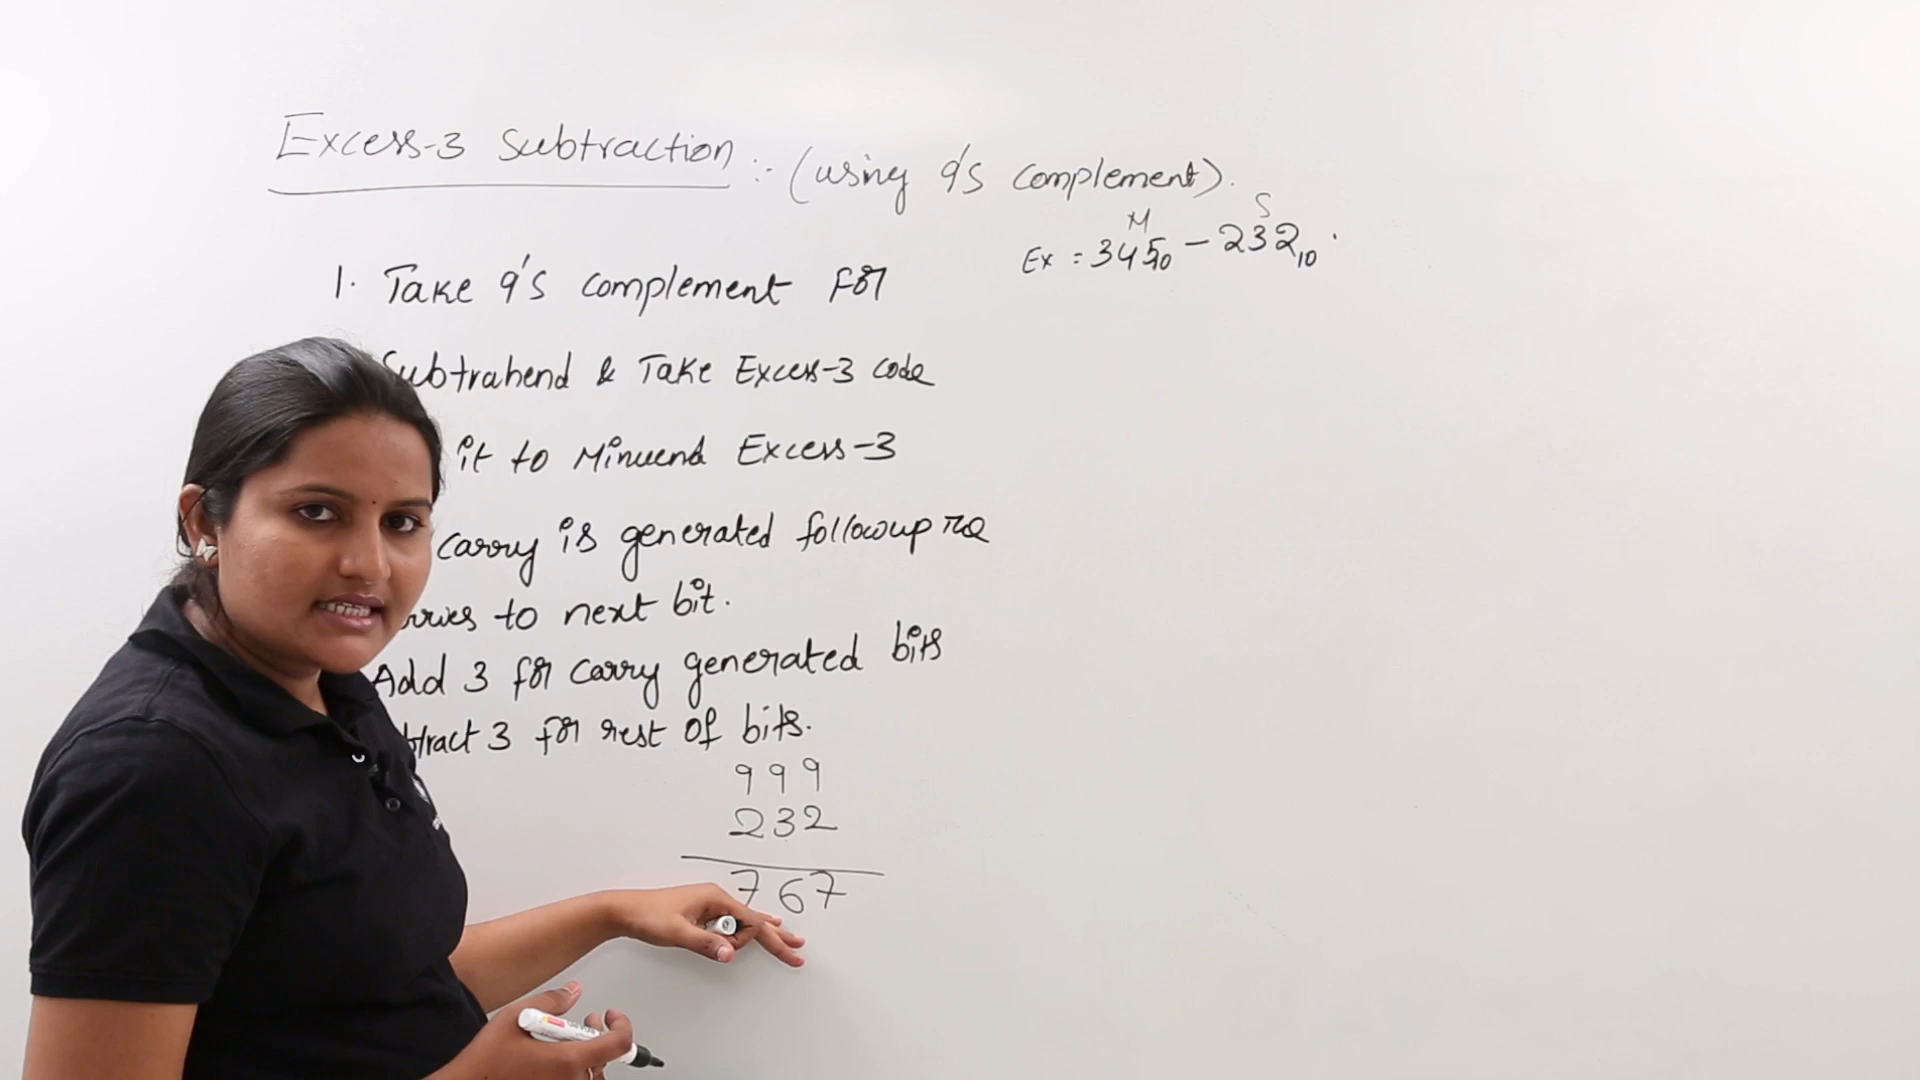 Excess-3 Subtraction :- (using 9's complement).
M S
Ex = 345₁₀ - 232₁₀.
1. Take 9's complement for
Subtrahend & Take Excess-3 code
it to Minuend Excess-3
carry is generated followup the
to next bit.
Add 3 for carry generated bits
3 for rest of bits.
999
232
767